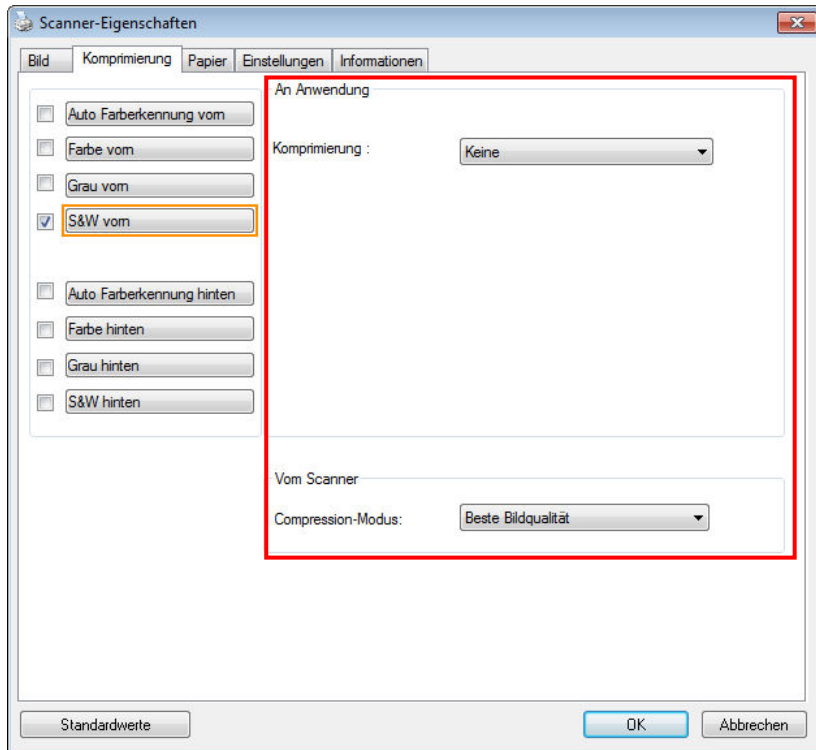 Scanner-Eigenschaften
Bild Komprimierung Papier Einstellungen Informationen
Auto Farberkennung vorn
Farbe vorn
Grau vorn
S&W vorn
Auto Farberkennung hinten
Farbe hinten
Grau hinten
S&W hinten
An Anwendung
Komprimierung : Keine
Vom Scanner
Compression-Modus: Beste Bildqualität
Standardwerte OK Abbrechen